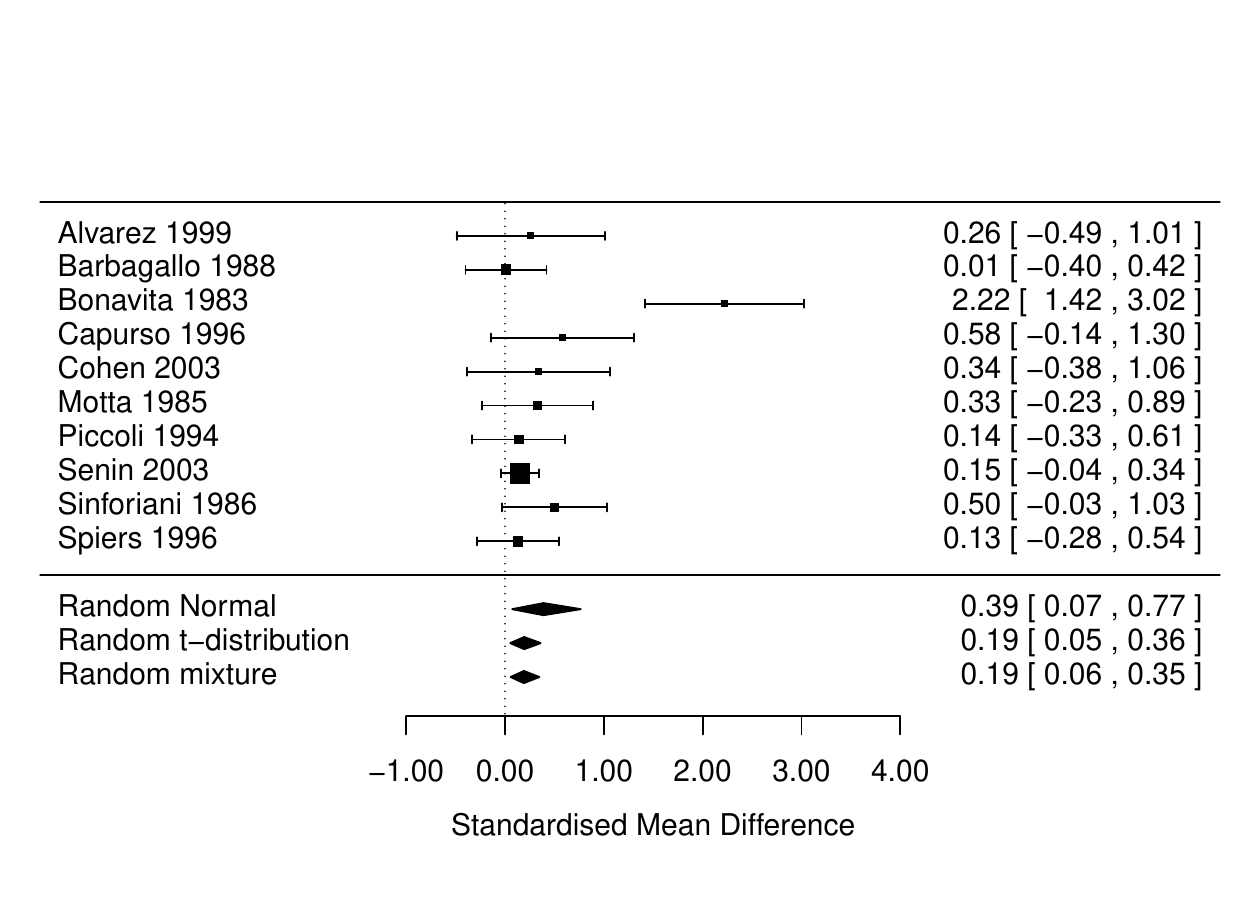 Alvarez 1999 0.26 [ −0.49 , 1.01 ]
Barbagallo 1988 0.01 [ −0.40 , 0.42 ]
Bonavita 1983 2.22 [ 1.42 , 3.02 ]
Capurso 1996 0.58 [ −0.14 , 1.30 ]
Cohen 2003 0.34 [ −0.38 , 1.06 ]
Motta 1985 0.33 [ −0.23 , 0.89 ]
Piccoli 1994 0.14 [ −0.33 , 0.61 ]
Senin 2003 0.15 [ −0.04 , 0.34 ]
Sinforiani 1986 0.50 [ −0.03 , 1.03 ]
Spiers 1996 0.13 [ −0.28 , 0.54 ]
Random Normal 0.39 [ 0.07 , 0.77 ]
Random t−distribution 0.19 [ 0.05 , 0.36 ]
Random mixture 0.19 [ 0.06 , 0.35 ]
−1.00 0.00 1.00 2.00 3.00 4.00
Standardised Mean Difference